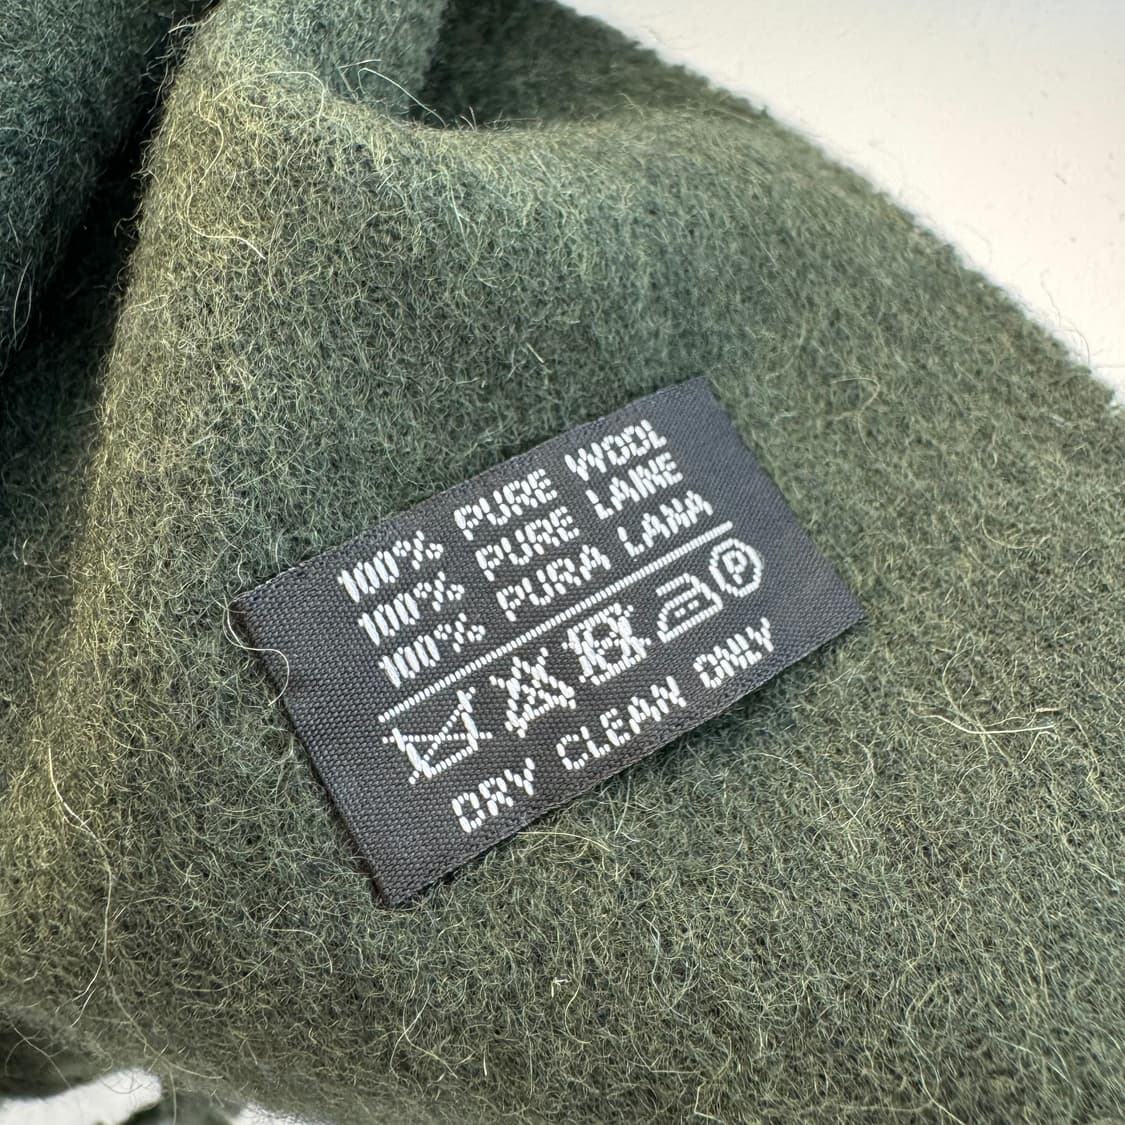 100% PURE WOOL
100% PURE LAINE
100% PURA LANA
P
DRY CLEAN ONLY